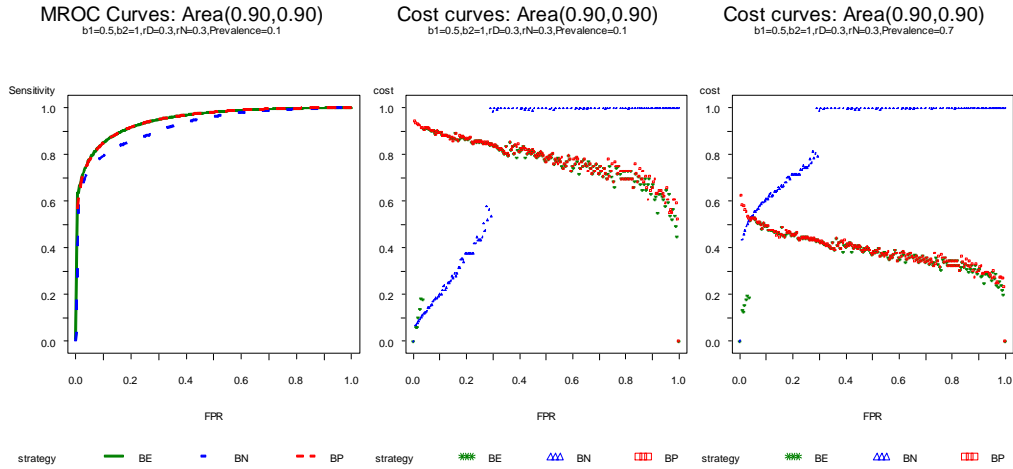 MROC Curves: Area(0.90,0.90)
b1=0.5,b2=1,rD=0.3,rN=0.3,Prevalence=0.1
Sensitivity
1.0
0.8
0.6
0.4
0.2
0.0
0.0 0.2 0.4 0.6 0.8 1.0
FPR
strategy BE BN BP
Cost curves: Area(0.90,0.90)
b1=0.5,b2=1,rD=0.3,rN=0.3,Prevalence=0.1
cost
1.0
0.8
0.6
0.4
0.2
0.0
0.0 0.2 0.4 0.6 0.8 1.0
FPR
strategy BE BN BP
Cost curves: Area(0.90,0.90)
b1=0.5,b2=1,rD=0.3,rN=0.3,Prevalence=0.7
cost
1.0
0.8
0.6
0.4
0.2
0.0
0.0 0.2 0.4 0.6 0.8 1.0
FPR
strategy BE BN BP